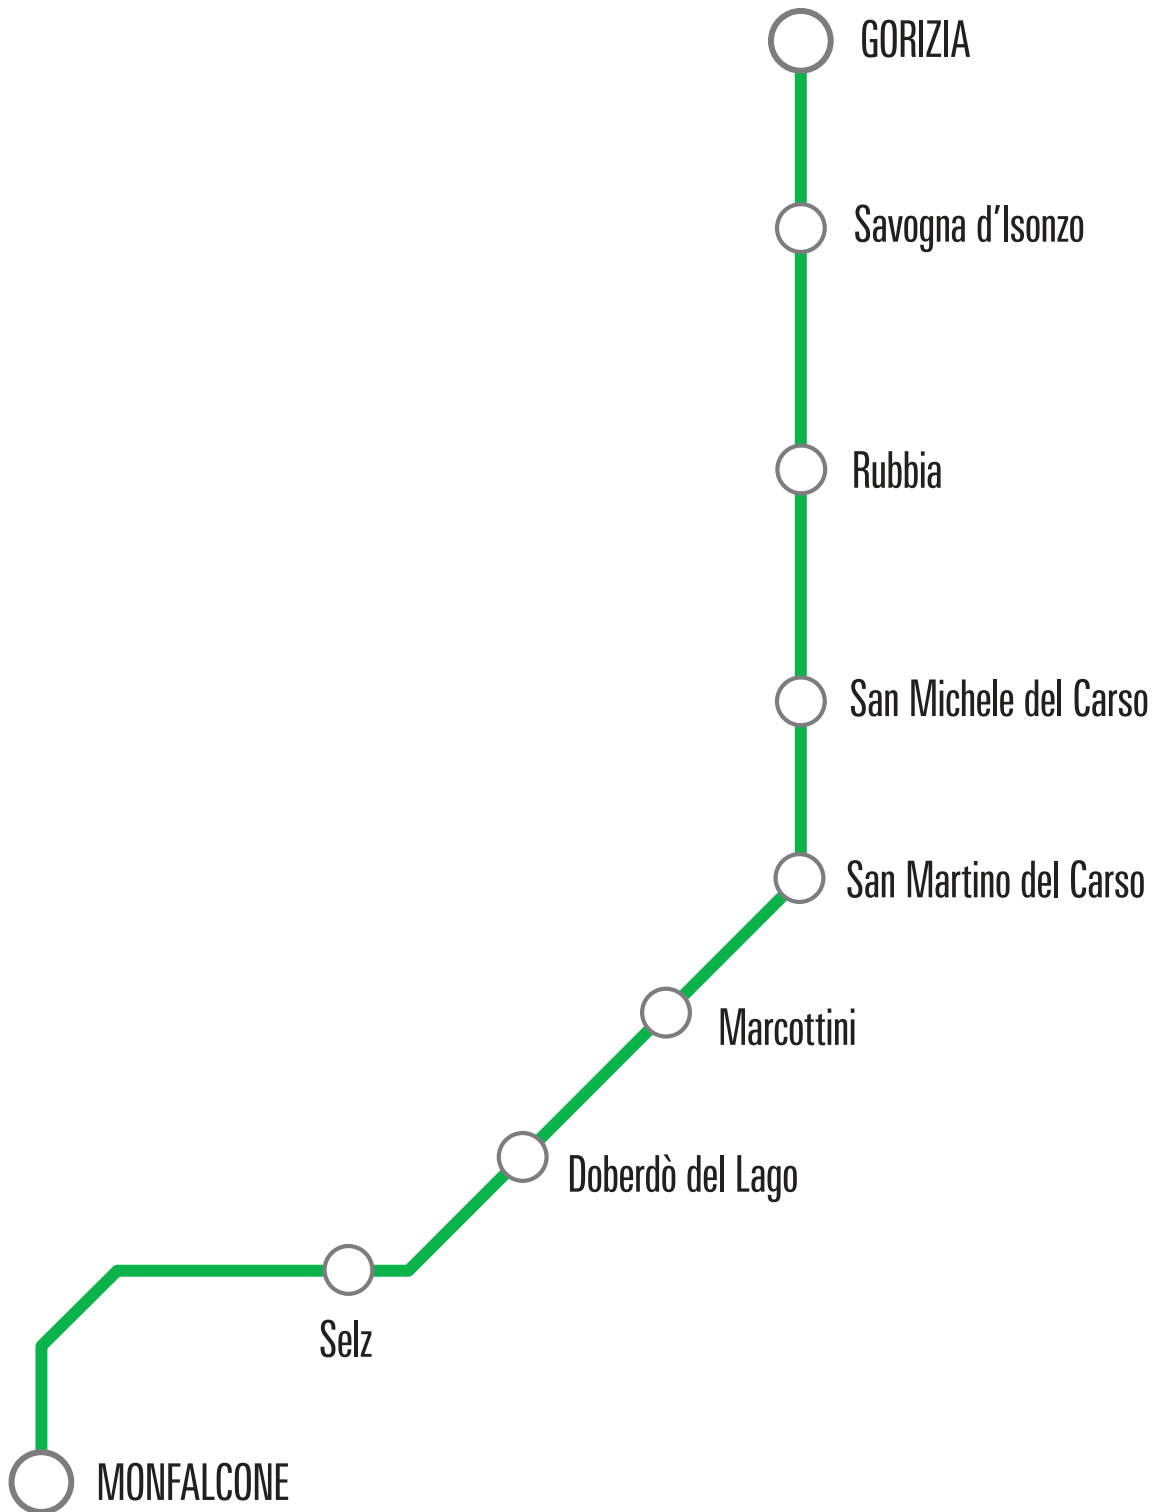 GORIZIA
Savogna d'Isonzo
Rubbia
San Michele del Carso
San Martino del Carso
Marcottini
Doberdò del Lago
Selz
MONFALCONE